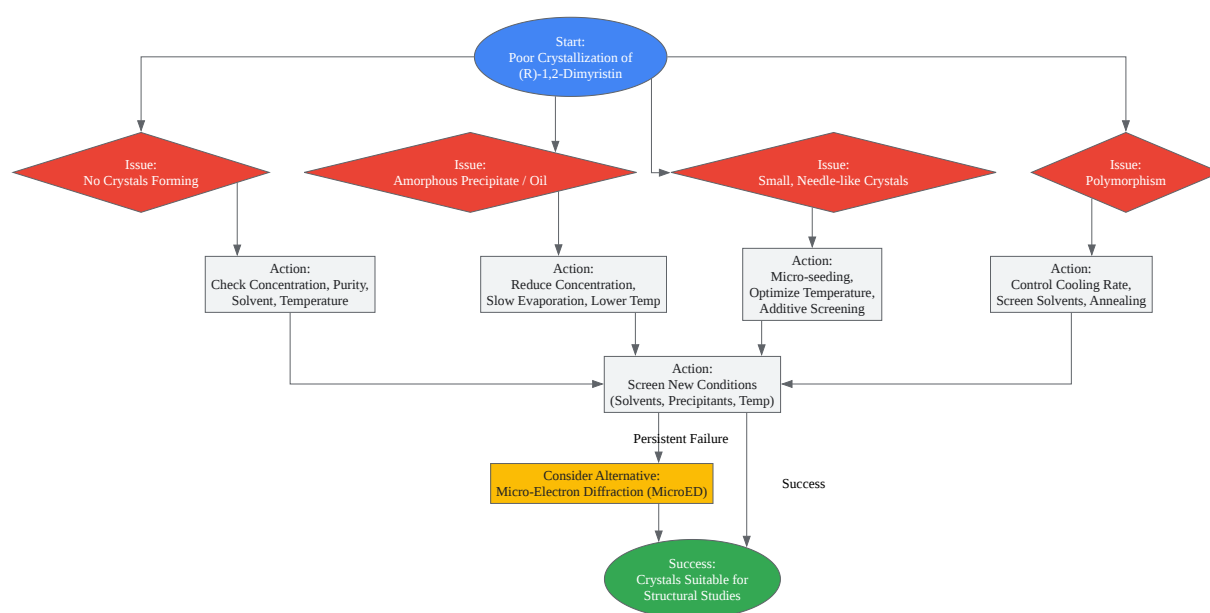 Start:
Poor Crystallization of
(R)-1,2-Dimyristin
Issue:
No Crystals Forming
Issue:
Amorphous Precipitate / Oil
Issue:
Small, Needle-like Crystals
Issue:
Polymorphism
Action:
Check Concentration, Purity,
Solvent, Temperature
Action:
Reduce Concentration,
Slow Evaporation, Lower Temp
Action:
Micro-seeding,
Optimize Temperature,
Additive Screening
Action:
Control Cooling Rate,
Screen Solvents, Annealing
Action:
Screen New Conditions
(Solvents, Precipitants, Temp)
Persistent Failure
Consider Alternative:
Micro-Electron Diffraction (MicroED)
Success
Success:
Crystals Suitable for
Structural Studies